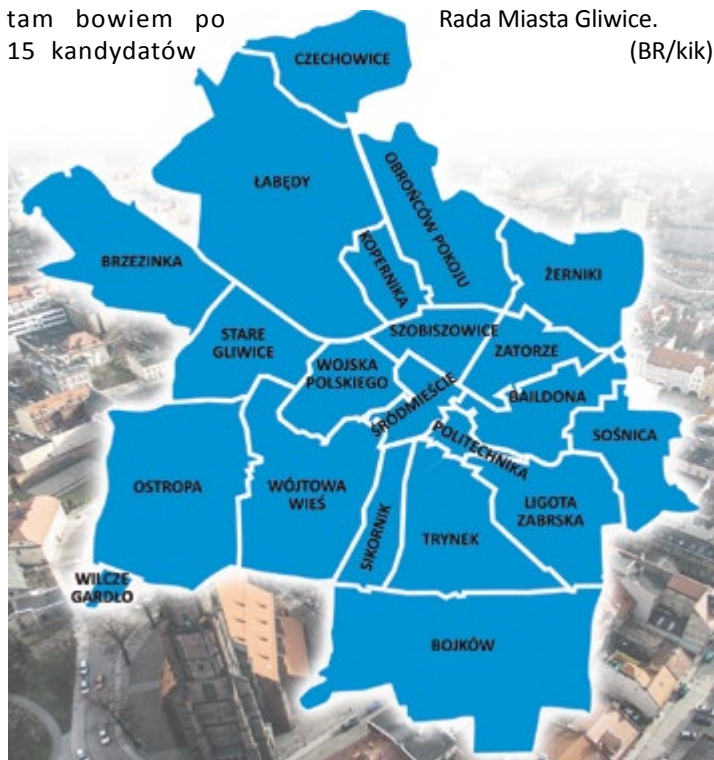 tam bowiem po
15 kandydatów
Rada Miasta Gliwice.
(BR/kik)
CZECHOWICE
ŁABĘDY
OBROŃCÓW POKOJU
KOPERNIKA
BRZEZINKA
ŻERNIKI
STARE
GLIWICE
SZOBISZOWICE
ZATORZE
WOJSKA
POLSKIEGO
ŚRÓDMIEŚCIE
BAILDONA
POLITECHNIKA
SOŚNICA
OSTROPA
WÓJTOWA
WIEŚ
SIKORNIK
TRYNEK
LIGOTA
ZABRSKA
WILCZE
GARDŁO
BOJKÓW